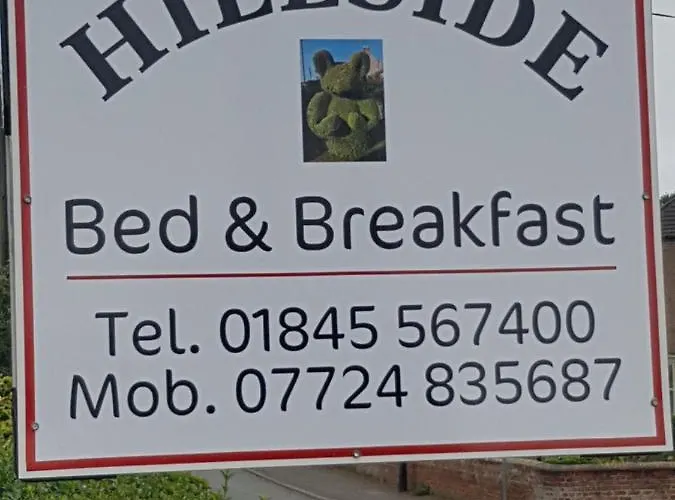 HILLSIDE
Bed & Breakfast
Tel. 01845 567400
Mob. 07724 835687